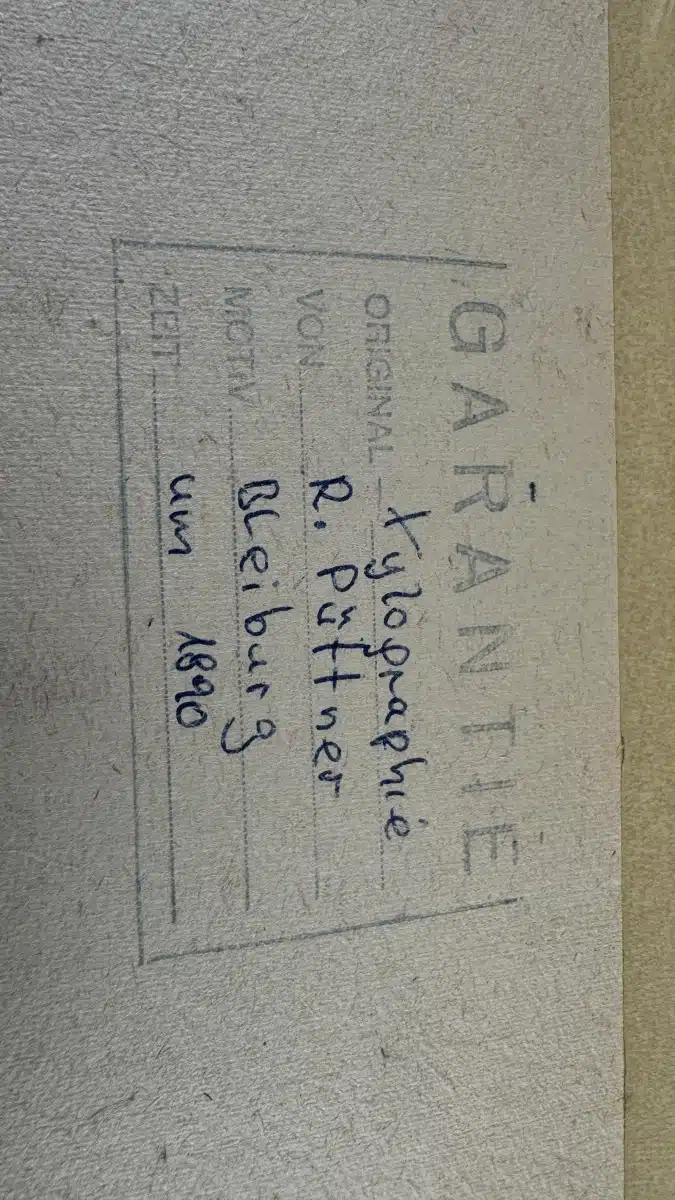 GARANTIE
ORIGINAL Xylographie
VON R. Püttner
MOTIV Bleiburg
ZEIT um 1890